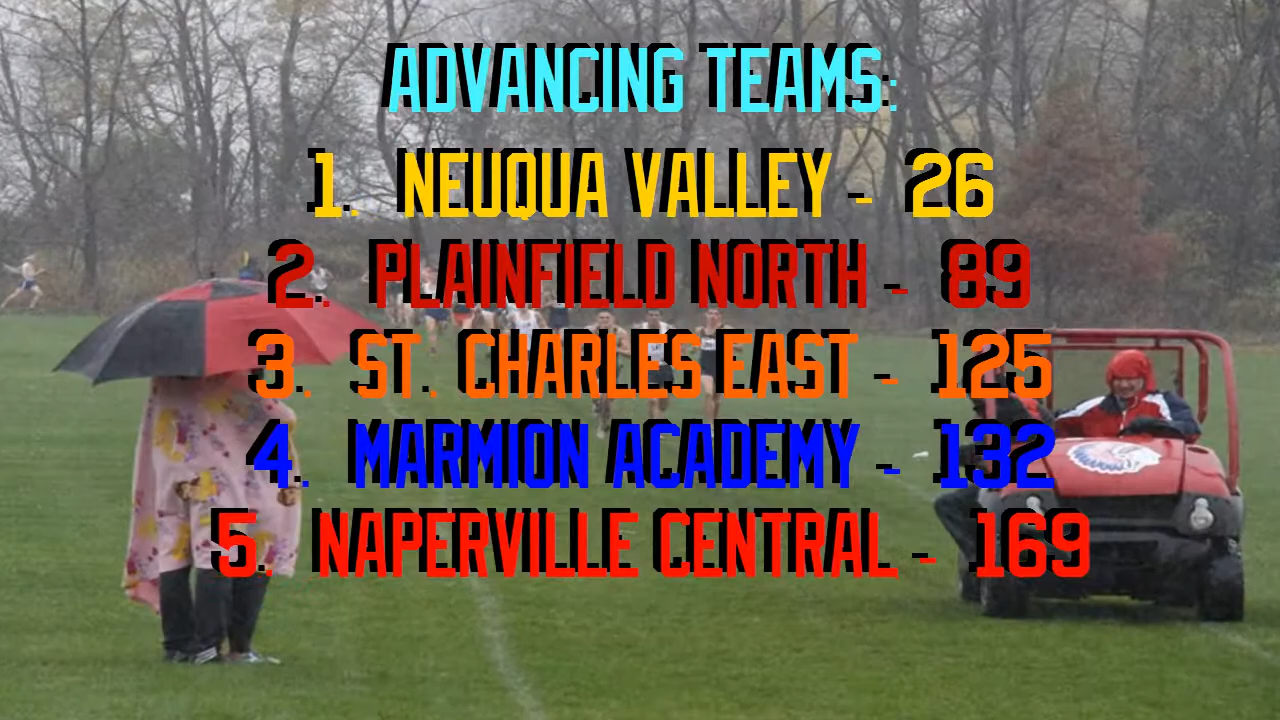 ADVANCING TEAMS:
1. NEUQUA VALLEY - 26
2. PLAINFIELD NORTH - 89
3. ST. CHARLES EAST - 125
4. MARMION ACADEMY - 132
5. NAPERVILLE CENTRAL - 169